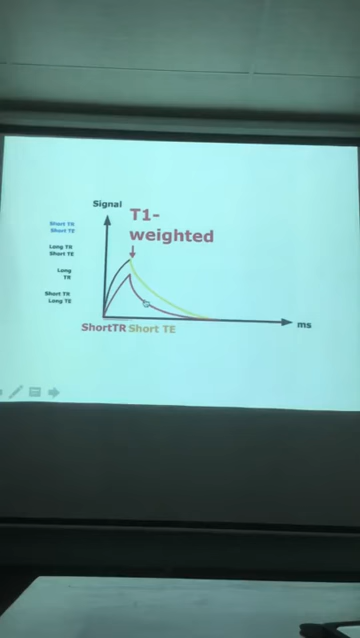 Signal
T1-
weighted
Short TR
Short TE
Long TR
Short TE
Long
TR
Short TR
Long TE
ShortTR Short TE
ms